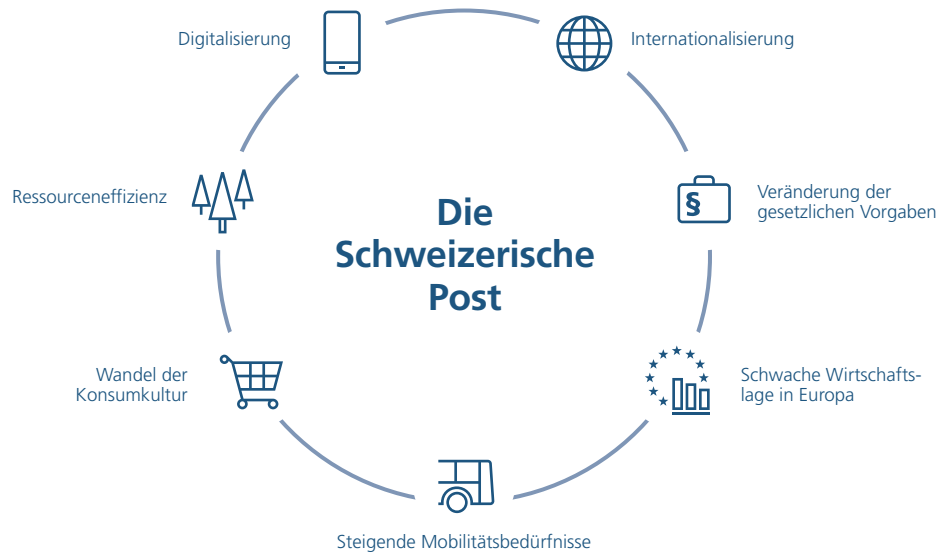 Digitalisierung
Internationalisierung
Ressourceneffizienz
Veränderung der
gesetzlichen Vorgaben
§
Die
Schweizerische
Post
Wandel der
Konsumkultur
Schwache Wirtschafts-
lage in Europa
Steigende Mobilitätsbedürfnisse